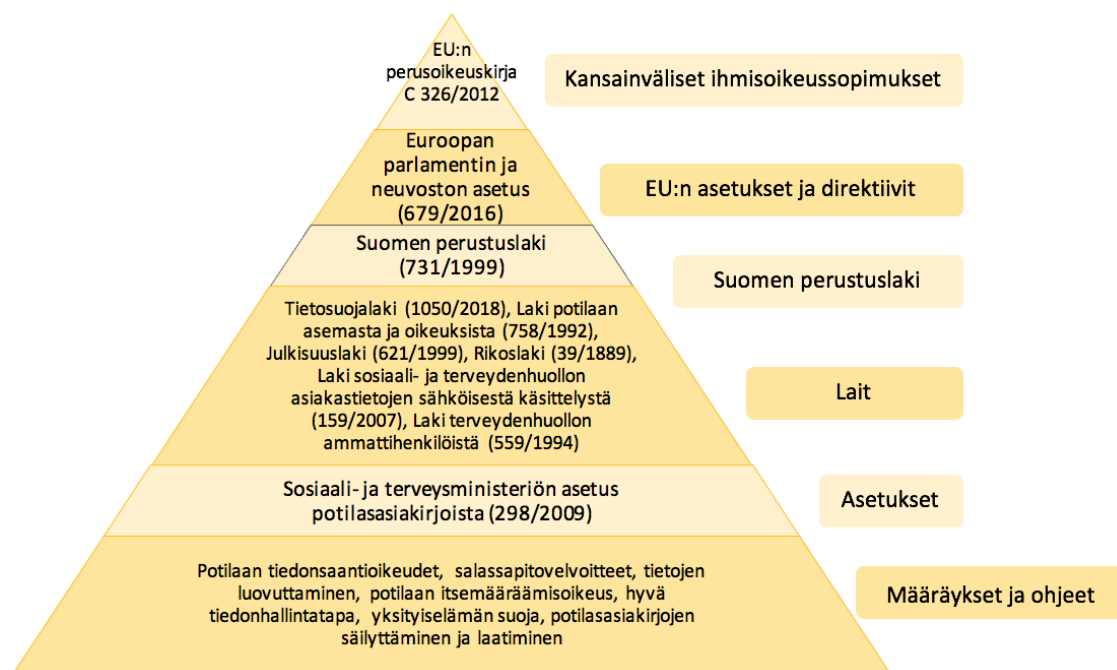 EU:n
perusoikeuskirja
C 326/2012
Kansainväliset ihmisoikeussopimukset
Euroopan
parlamentin ja
neuvoston asetus
(679/2016)
EU:n asetukset ja direktiivit
Suomen perustuslaki
(731/1999)
Suomen perustuslaki
Tietosuojalaki (1050/2018), Laki potilaan
asemasta ja oikeuksista (758/1992),
Julkisuuslaki (621/1999), Rikoslaki (39/1889),
Laki sosiaali- ja terveydenhuollon
asiakastietojen sähköisestä käsittelystä
(159/2007), Laki terveydenhuollon
ammattihenkilöistä (559/1994)
Lait
Sosiaali- ja terveysministeriön asetus
potilasasiakirjoista (298/2009)
Asetukset
Potilaan tiedonsaantioikeudet, salassapitovelvoitteet, tietojen
luovuttaminen, potilaan itsemääräämisoikeus, hyvä
tiedonhallintatapa, yksityiselämän suoja, potilasasiakirjojen
säilyttäminen ja laatiminen
Määräykset ja ohjeet